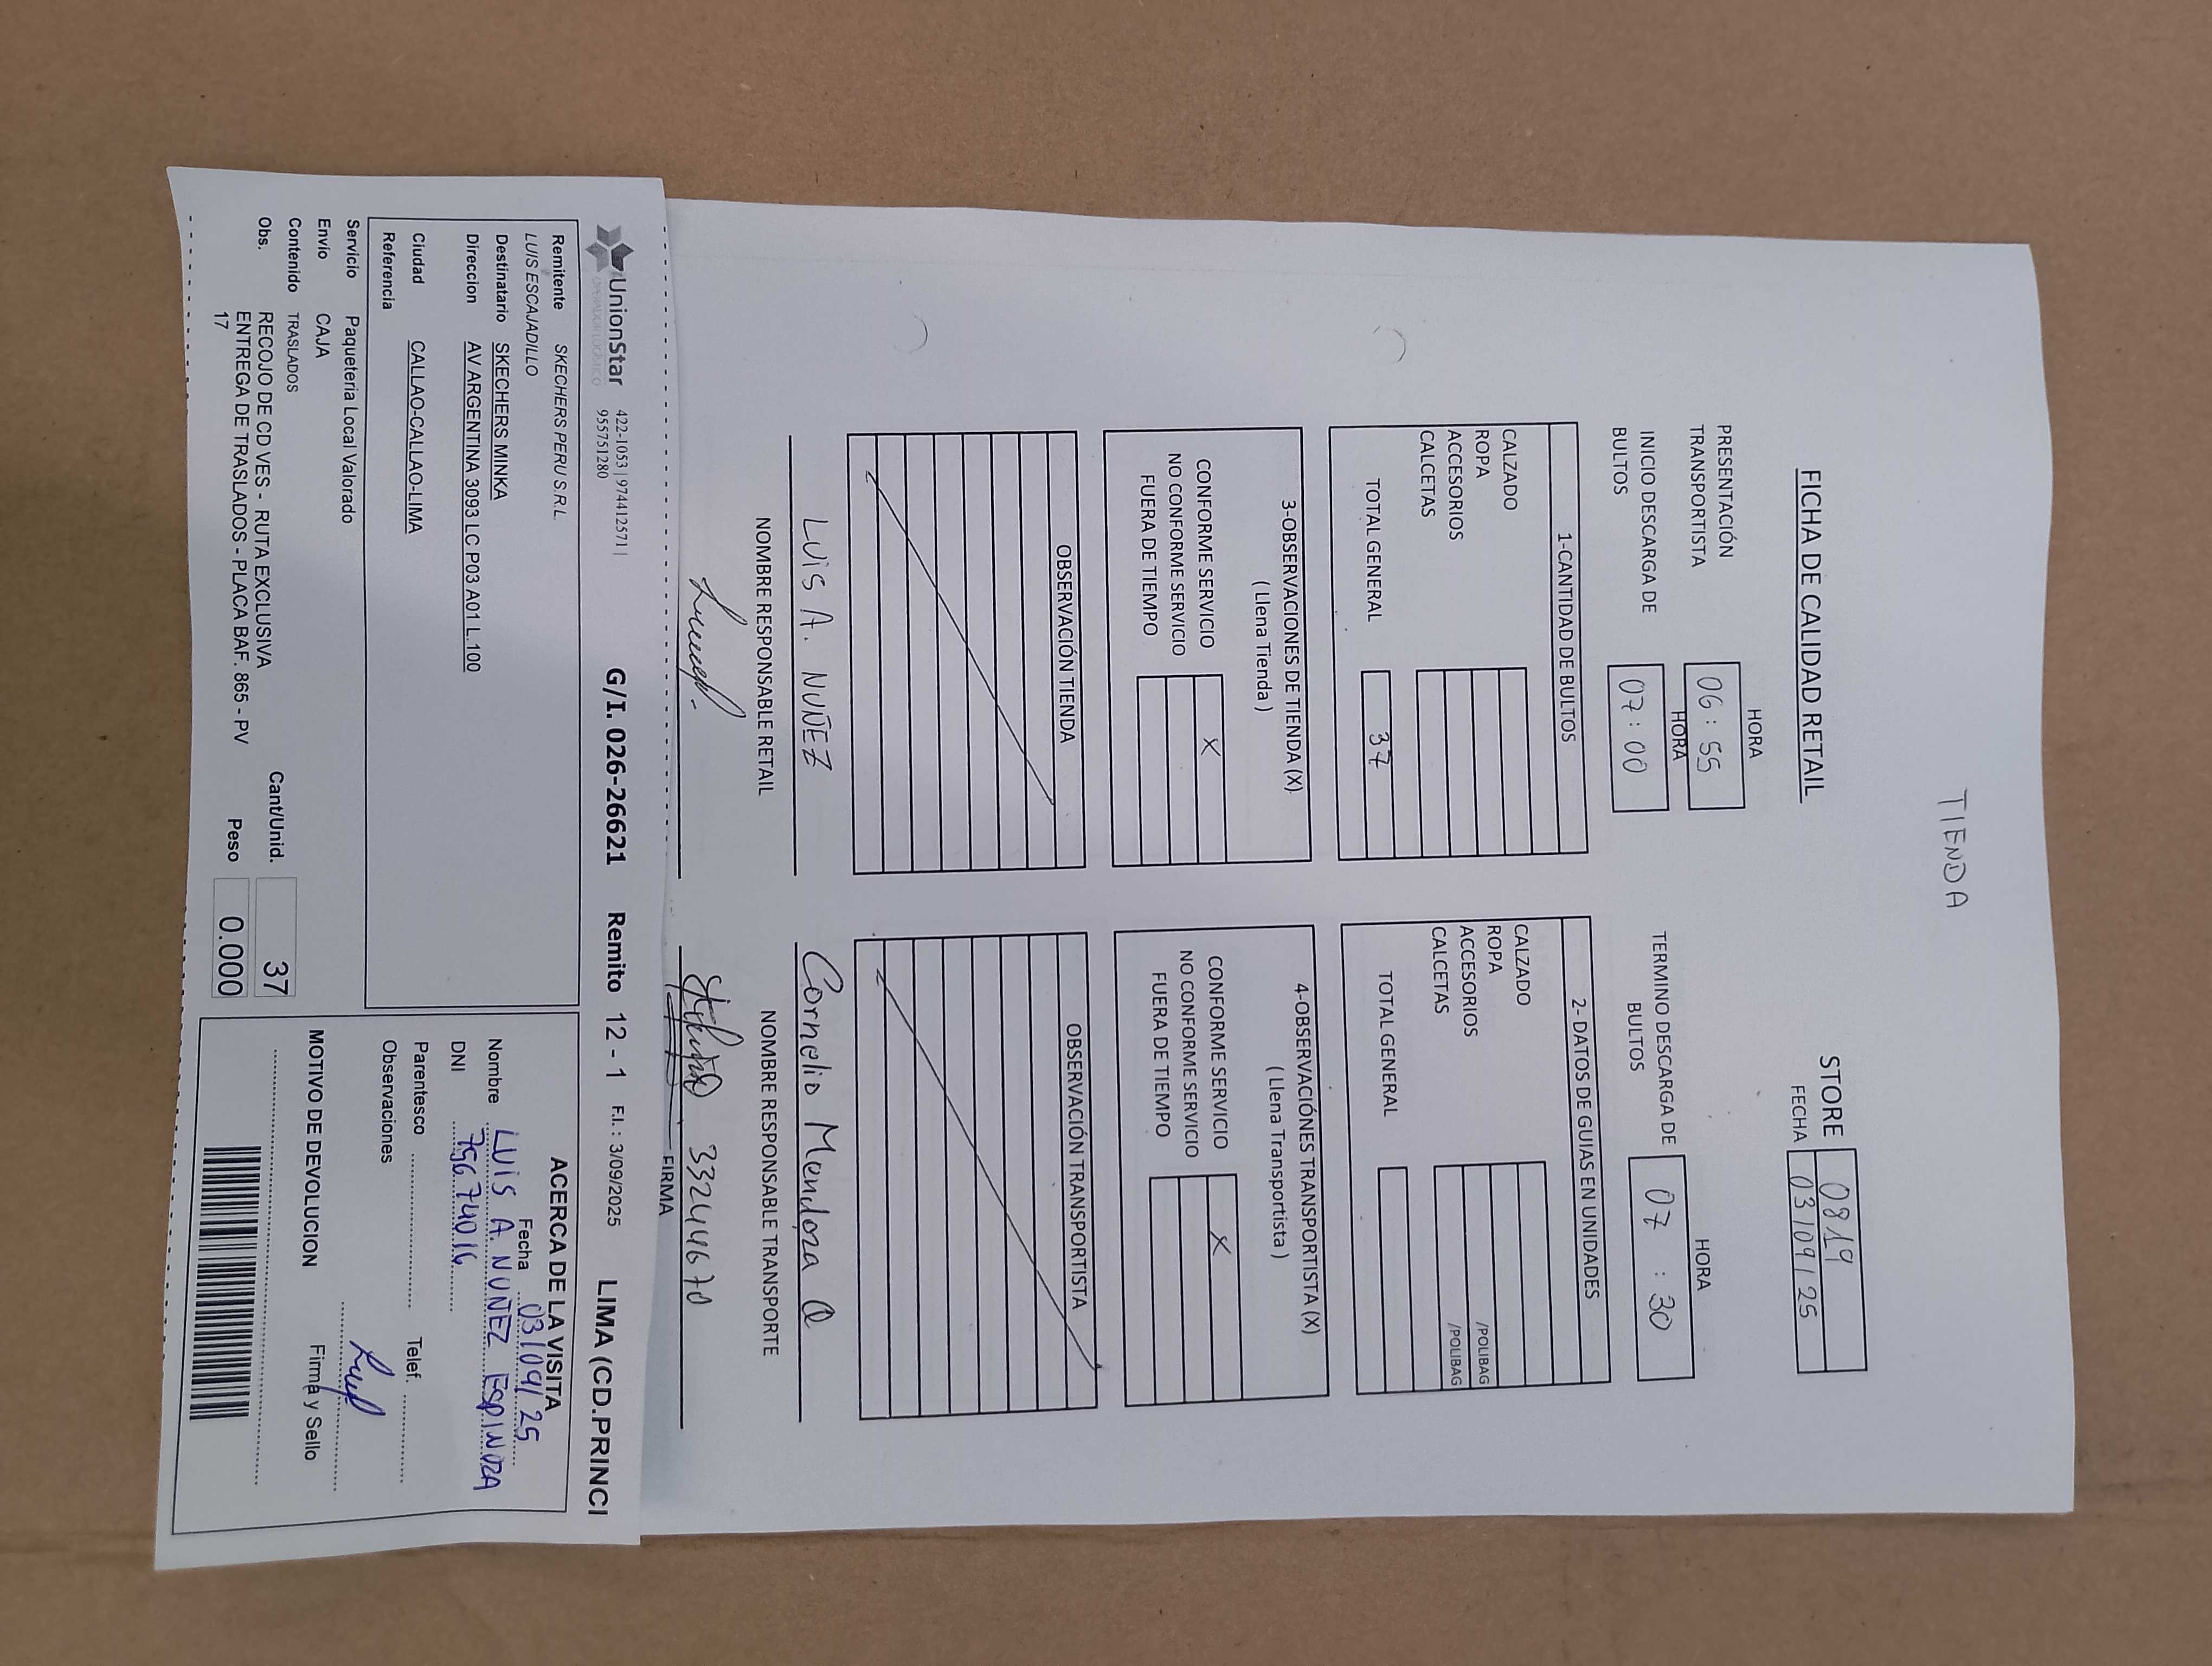 TIENDA
FICHA DE CALIDAD RETAIL
STORE 0819
FECHA 03/09/25
HORA
PRESENTACIÓN TRANSPORTISTA 06:55
HORA
INICIO DESCARGA DE BULTOS 07:00
HORA
TERMINO DESCARGA DE BULTOS 07:30
1-CANTIDAD DE BULTOS
CALZADO
ROPA
ACCESORIOS
CALCETAS
TOTAL GENERAL 37
2- DATOS DE GUIAS EN UNIDADES
CALZADO
ROPA
ACCESORIOS /POLIBAG
CALCETAS /POLIBAG
TOTAL GENERAL
3-OBSERVACIONES DE TIENDA (X)
( Llena Tienda )
CONFORME SERVICIO X
NO CONFORME SERVICIO
FUERA DE TIEMPO
4-OBSERVACIÓNES TRANSPORTISTA (X)
( Llena Transportista )
CONFORME SERVICIO X
NO CONFORME SERVICIO
FUERA DE TIEMPO
OBSERVACIÓN TIENDA
OBSERVACIÓN TRANSPORTISTA
LUIS A. NUÑEZ
NOMBRE RESPONSABLE RETAIL
Cornelio Mendoza Q
NOMBRE RESPONSABLE TRANSPORTE
33244670
FIRMA
UnionStar
OPERADOR LOGISTICO
422-1053 | 974412571 |
955751280
G/I. 026-26621 Remito 12 - 1 F.I. : 3/09/2025 LIMA (CD.PRINCI
Remitente SKECHERS PERU S.R.L.
LUIS ESCAJADILLO
Destinatario SKECHERS MINKA
Direccion AV ARGENTINA 3093 LC P03 A01 L.100
Ciudad CALLAO-CALLAO-LIMA
Referencia
Servicio Paqueteria Local Valorado
Envío CAJA
Contenido TRASLADOS
Obs. RECOJO DE CD VES - RUTA EXCLUSIVA
ENTREGA DE TRASLADOS - PLACA BAF. 865 - PV
17
Cant/Unid. 37
Peso 0.000
ACERCA DE LA VISITA
Fecha 03/09/25
Nombre LUIS A. NUÑEZ ESPINOZA
DNI 75674016
Parentesco Telef.
Observaciones
Firma y Sello
MOTIVO DE DEVOLUCION